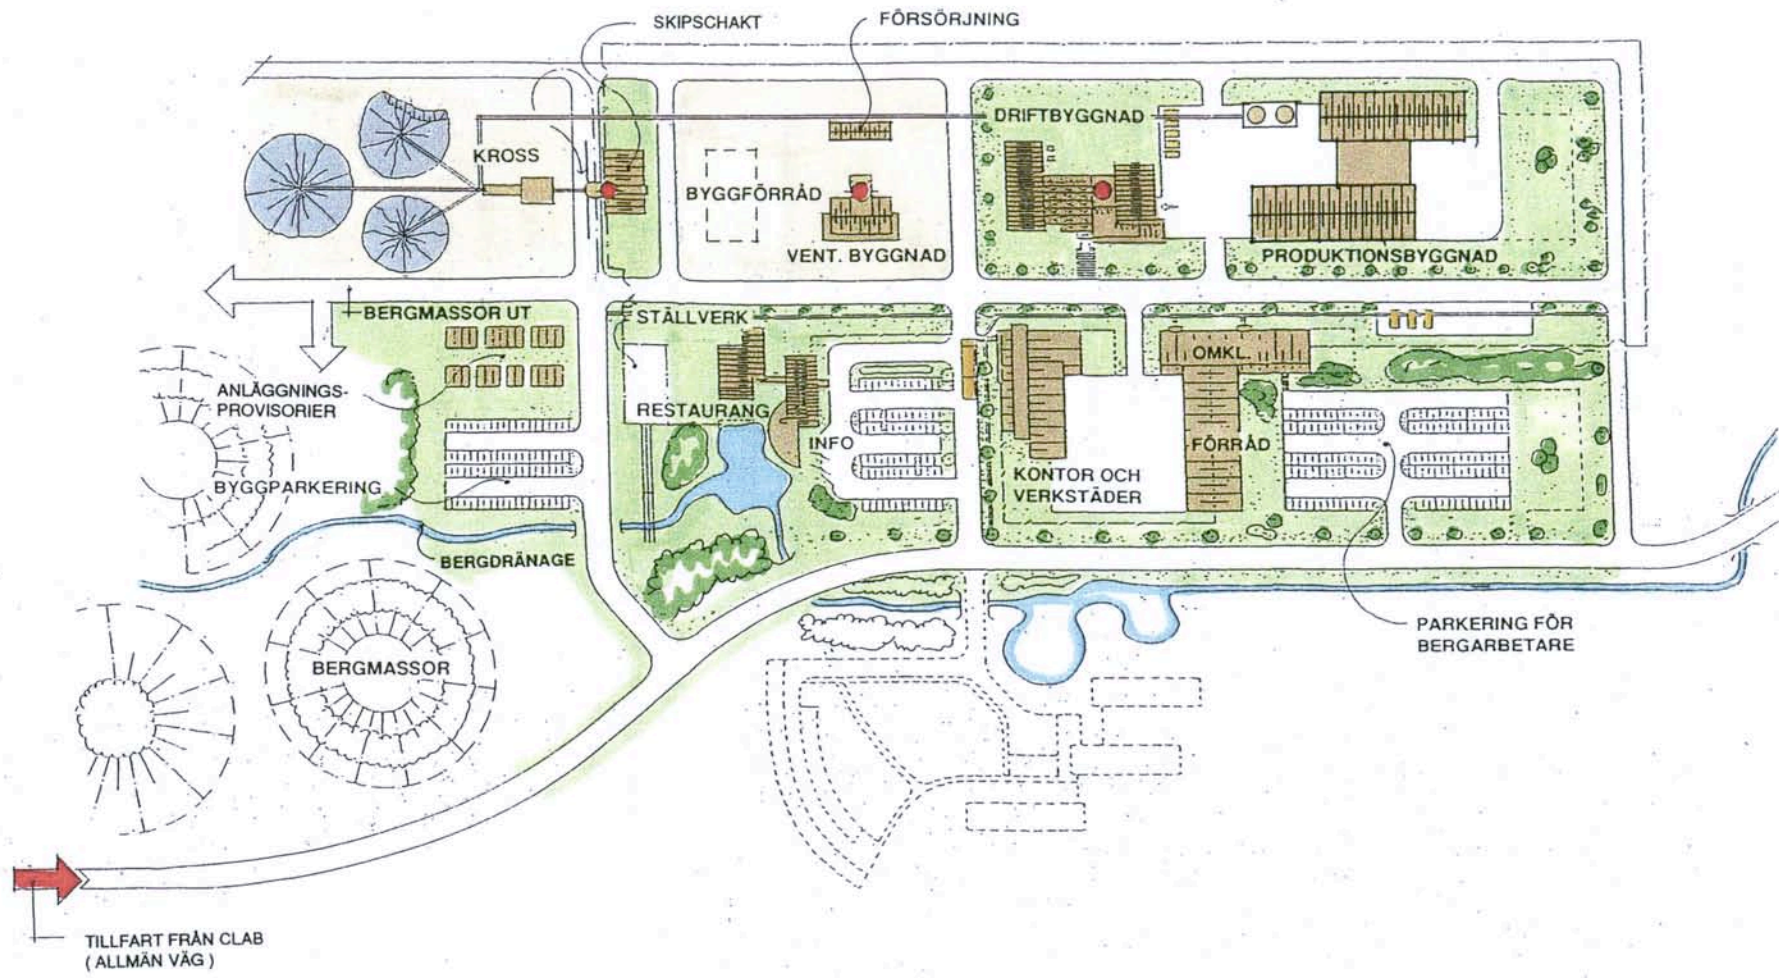 SKIPSCHAKT
FÖRSÖRJNING
DRIFTBYGGNAD
KROSS
BYGGFÖRRÅD
VENT. BYGGNAD
PRODUKTIONSBYGGNAD
BERGMASSOR UT
STÄLLVERK
OMKL.
ANLÄGGNINGS-
PROVISORIER
RESTAURANG
INFO
FÖRRÅD
KONTOR OCH
VERKSTÄDER
BYGGPARKERING
BERGDRÄNAGE
PARKERING FÖR
BERGARBETARE
BERGMASSOR
TILLFART FRÅN CLAB
( ALLMÄN VÄG )